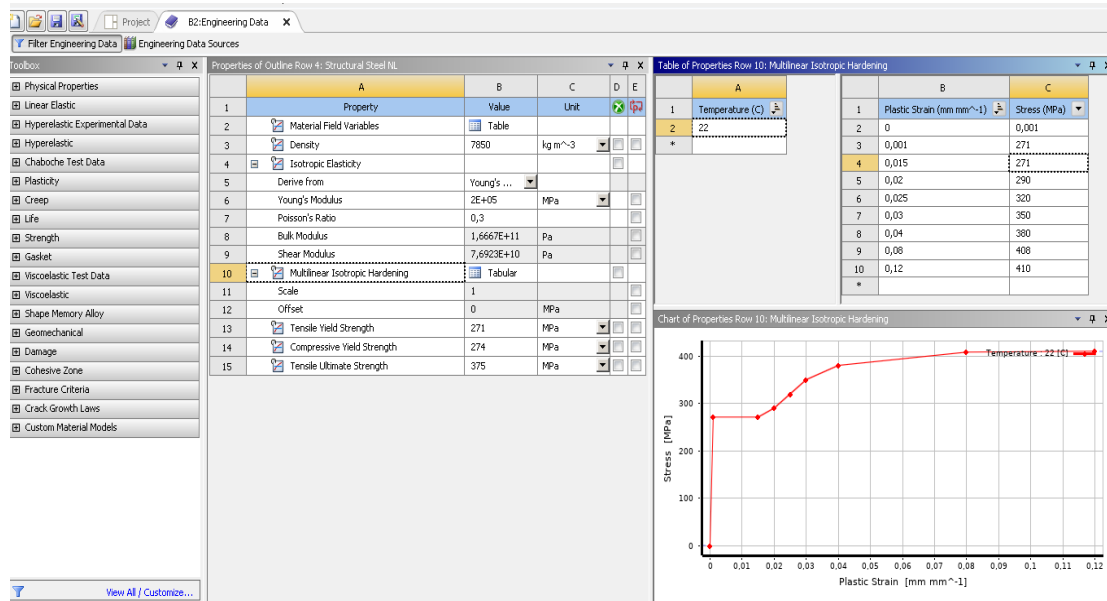 Project B2:Engineering Data X
Filter Engineering Data Engineering Data Sources
Toolbox
Physical Properties
Linear Elastic
Hyperelastic Experimental Data
Hyperelastic
Chaboche Test Data
Plasticity
Creep
Life
Strength
Gasket
Viscoelastic Test Data
Viscoelastic
Shape Memory Alloy
Geomechanical
Damage
Cohesive Zone
Fracture Criteria
Crack Growth Laws
Custom Material Models
View All / Customize...
Properties of Outline Row 4: Structural Steel NL
A B C D E
1 Property Value Unit
2 Material Field Variables Table
3 Density 7850 kg m^-3
4 Isotropic Elasticity
5 Derive from Young's ...
6 Young's Modulus 2E+05 MPa
7 Poisson's Ratio 0,3
8 Bulk Modulus 1,6667E+11 Pa
9 Shear Modulus 7,6923E+10 Pa
10 Multilinear Isotropic Hardening Tabular
11 Scale 1
12 Offset 0 MPa
13 Tensile Yield Strength 271 MPa
14 Compressive Yield Strength 274 MPa
15 Tensile Ultimate Strength 375 MPa
Table of Properties Row 10: Multilinear Isotropic Hardening
A
1 Temperature (C)
2 22
*
B C
1 Plastic Strain (mm mm^-1) Stress (MPa)
2 0 0,001
3 0,001 271
4 0,015 271
5 0,02 290
6 0,025 320
7 0,03 350
8 0,04 380
9 0,08 408
10 0,12 410
*
Chart of Properties Row 10: Multilinear Isotropic Hardening
Temperature : 22 [C]
400
300
200
100
0
Stress [MPa]
0 0,01 0,02 0,03 0,04 0,05 0,06 0,07 0,08 0,09 0,1 0,11 0,12
Plastic Strain [mm mm^-1]